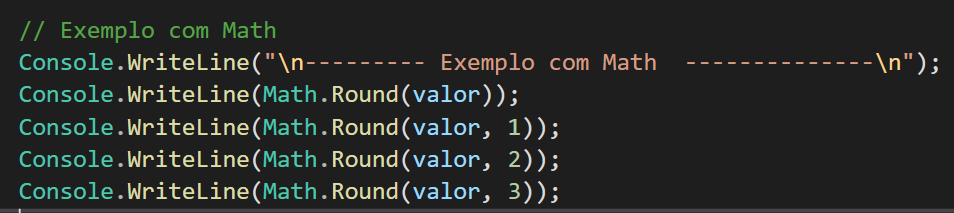 // Exemplo com Math
Console.WriteLine("\n--------- Exemplo com Math  --------------\n");
Console.WriteLine(Math.Round(valor));
Console.WriteLine(Math.Round(valor, 1));
Console.WriteLine(Math.Round(valor, 2));
Console.WriteLine(Math.Round(valor, 3));